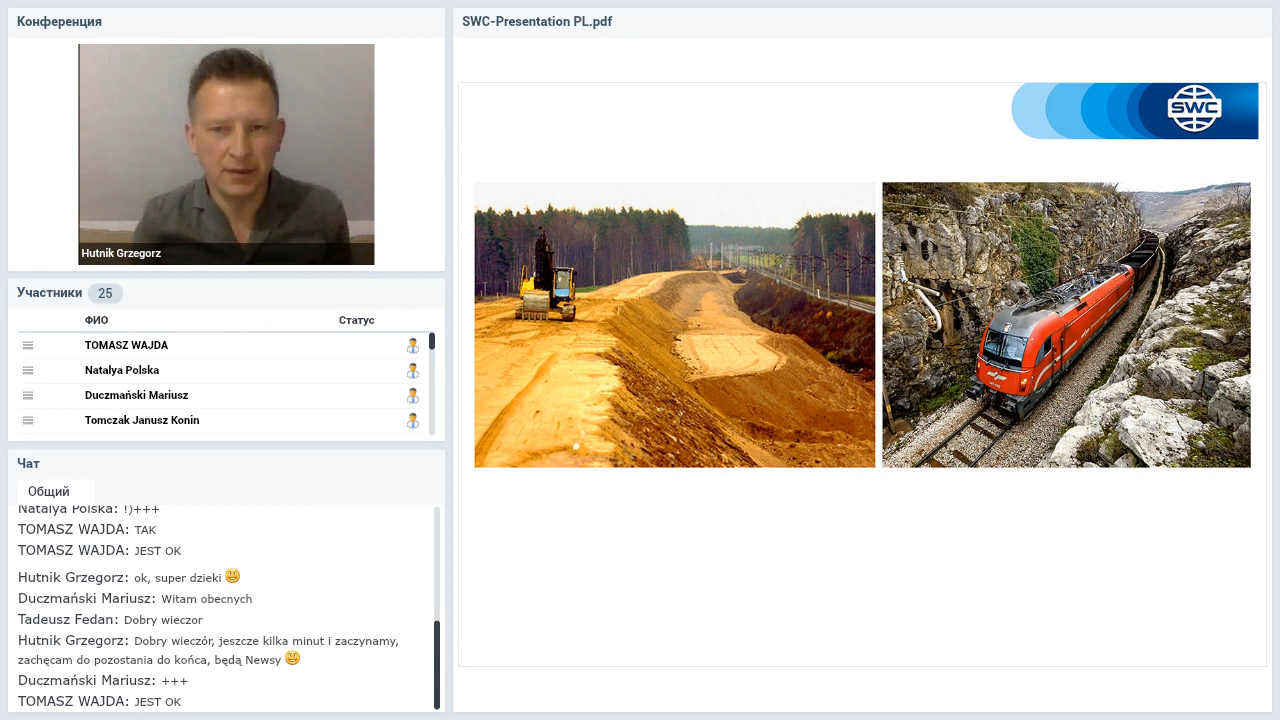 Конференция
Hutnik Grzegorz
Участники 25
ФИО Статус
TOMASZ WAJDA
Natalya Polska
Duczmański Mariusz
Tomczak Janusz Konin
Чат
Общий
Natalya Polska: !)+++
TOMASZ WAJDA: TAK
TOMASZ WAJDA: JEST OK
Hutnik Grzegorz: ok, super dzieki
Duczmański Mariusz: Witam obecnych
Tadeusz Fedan: Dobry wieczor
Hutnik Grzegorz: Dobry wieczór, jeszcze kilka minut i zaczynamy,
zachęcam do pozostania do końca, będą Newsy
Duczmański Mariusz: +++
TOMASZ WAJDA: JEST OK
SWC-Presentation PL.pdf
SWC